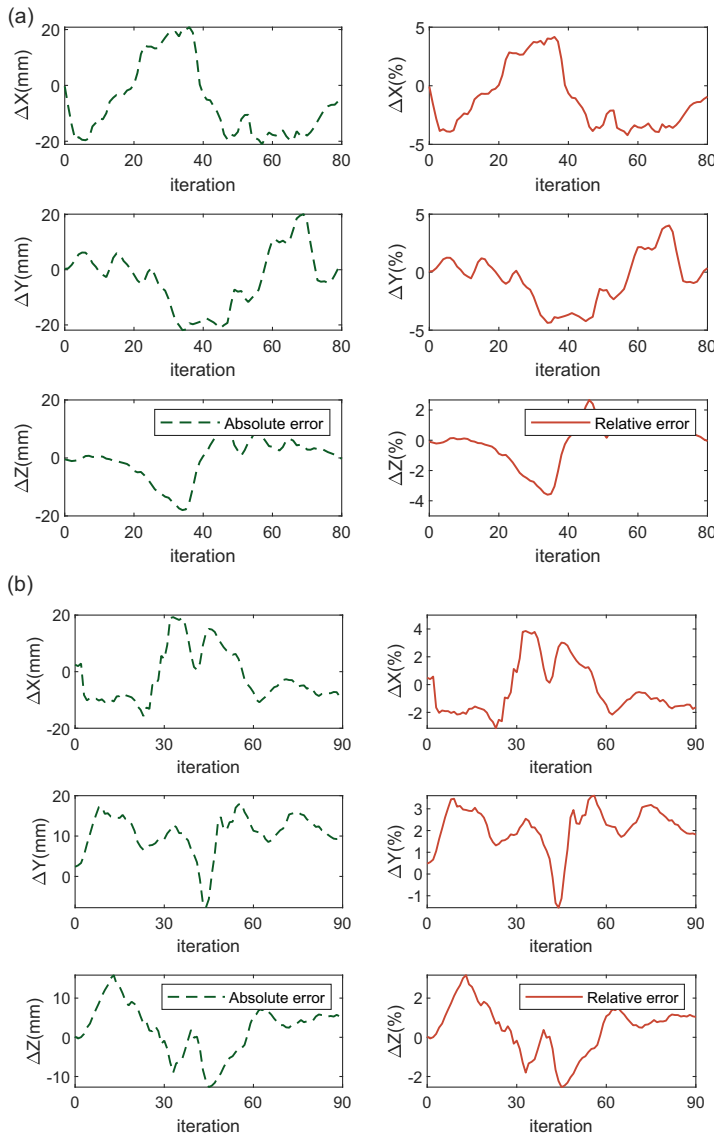 (a)
20
0
-20
ΔX(mm)
0 20 40 60 80
iteration
5
0
-5
ΔX(%)
0 20 40 60 80
iteration
20
0
-20
ΔY(mm)
0 20 40 60 80
iteration
5
0
-5
ΔY(%)
0 20 40 60 80
iteration
20
0
-20
ΔZ(mm)
Absolute error
0 20 40 60 80
iteration
2
0
-2
-4
ΔZ(%)
Relative error
0 20 40 60 80
iteration
(b)
20
0
-20
ΔX(mm)
0 30 60 90
iteration
2
0
-2
ΔX(%)
0 30 60 90
iteration
20
10
0
ΔY(mm)
0 30 60 90
iteration
3
2
1
0
-1
ΔY(%)
0 30 60 90
iteration
10
0
-10
ΔZ(mm)
Absolute error
0 30 60 90
iteration
2
0
-2
ΔZ(%)
Relative error
0 30 60 90
iteration